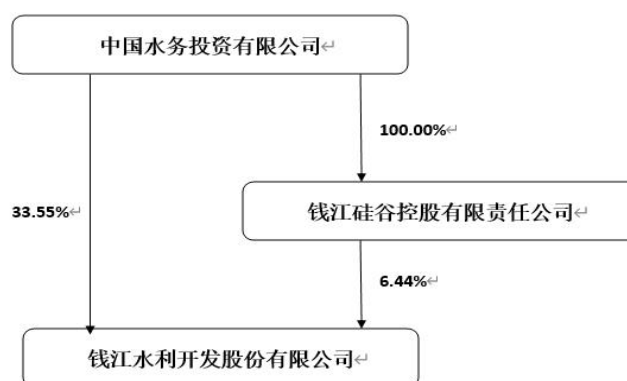 中国水务投资有限公司↵
100.00%↵
33.55%↵
钱江硅谷控股有限责任公司↵
6.44%↵
钱江水利开发股份有限公司↵